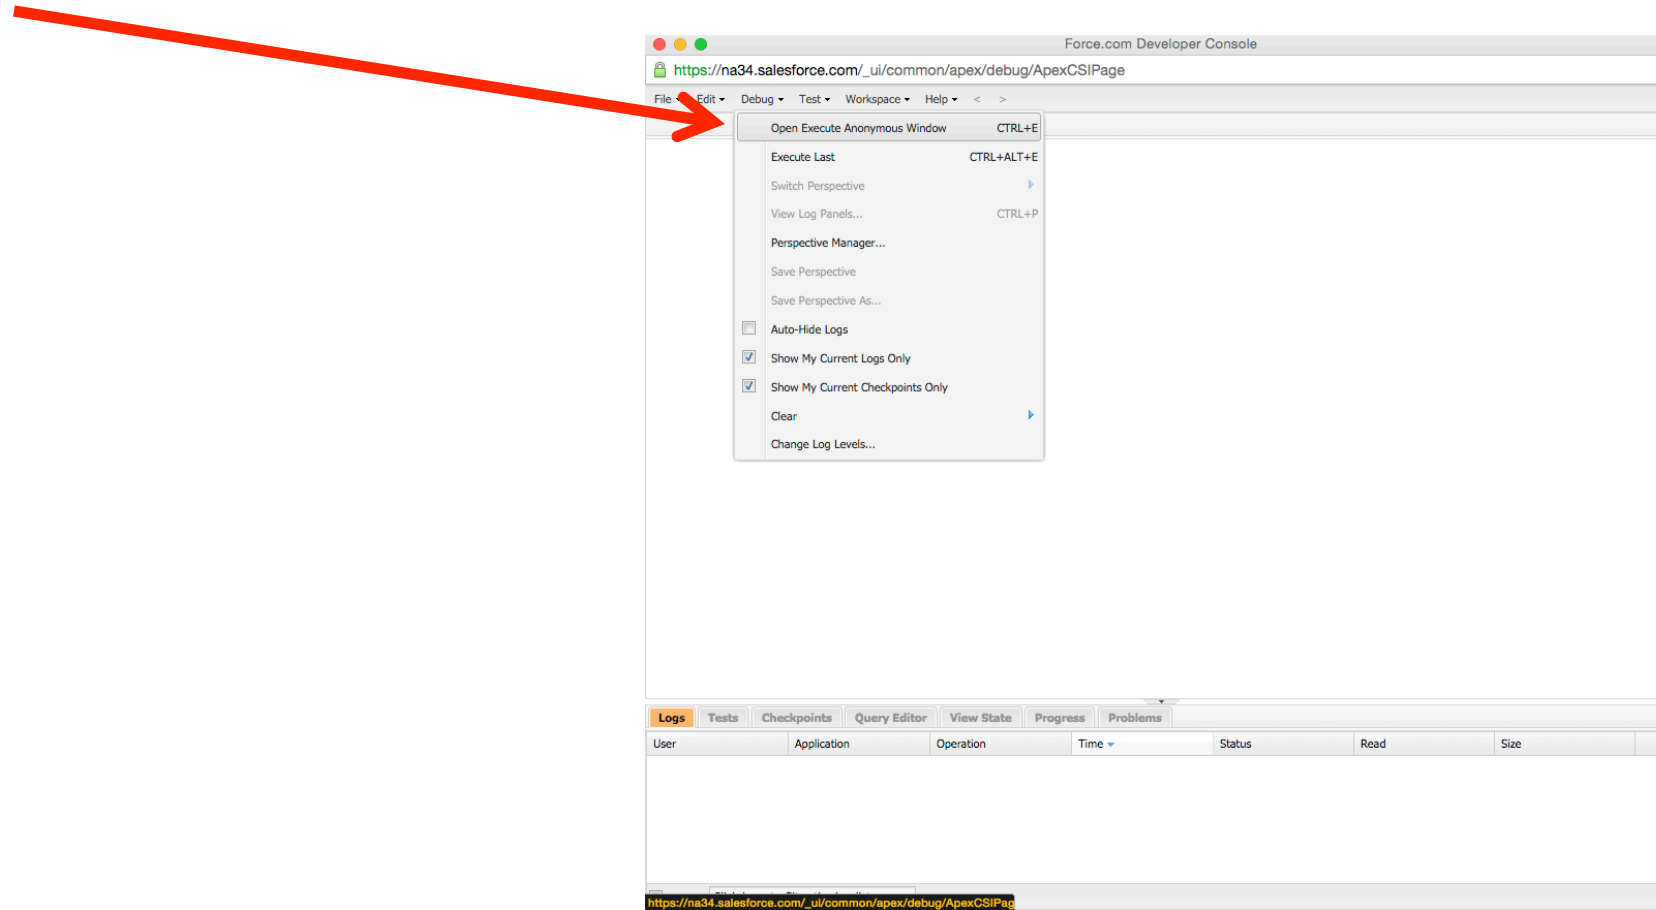 Force.com Developer Console
https://na34.salesforce.com/_ui/common/apex/debug/ApexCSIPage
File Edit Debug Test Workspace Help < >
Open Execute Anonymous Window CTRL+E
Execute Last CTRL+ALT+E
Switch Perspective
View Log Panels... CTRL+P
Perspective Manager...
Save Perspective
Save Perspective As...
Auto-Hide Logs
Show My Current Logs Only
Show My Current Checkpoints Only
Clear
Change Log Levels...
Logs Tests Checkpoints Query Editor View State Progress Problems
User Application Operation Time Status Read Size
https://na34.salesforce.com/_ui/common/apex/debug/ApexCSIPag